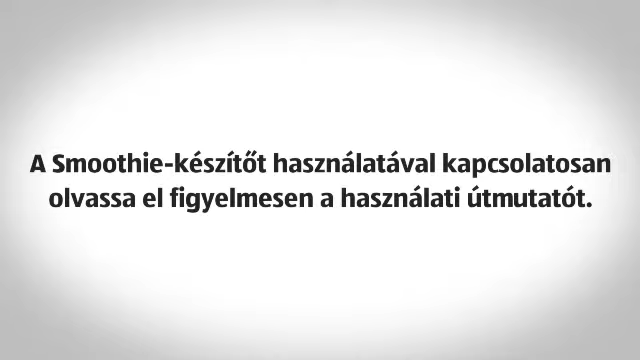 A Smoothie-készítőt használatával kapcsolatosan
olvassa el figyelmesen a használati útmutatót.